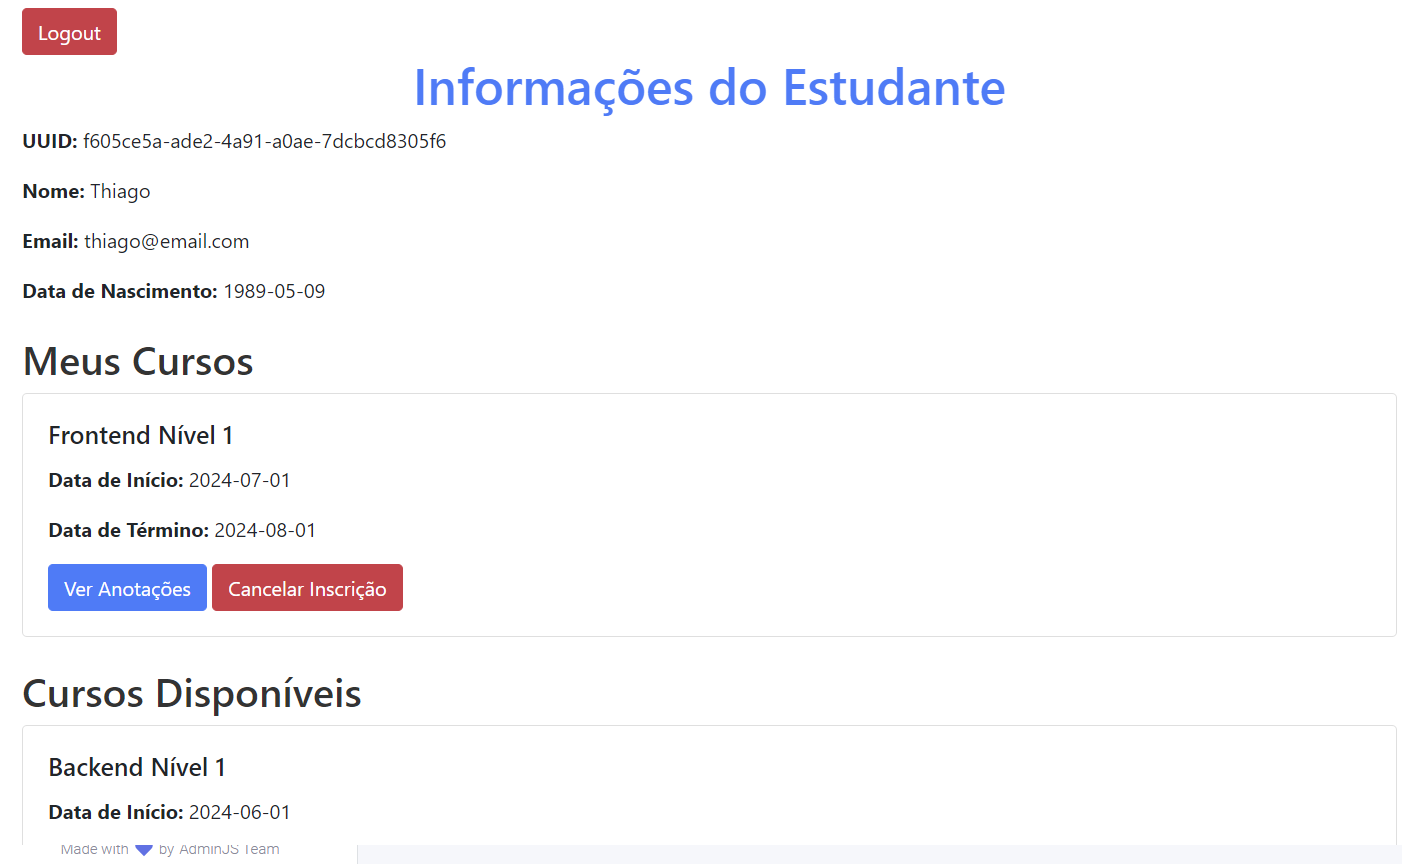 Logout
Informações do Estudante
UUID: f605ce5a-ade2-4a91-a0ae-7dcbcd8305f6
Nome: Thiago
Email: thiago@email.com
Data de Nascimento: 1989-05-09
Meus Cursos
Frontend Nível 1
Data de Início: 2024-07-01
Data de Término: 2024-08-01
Ver Anotações Cancelar Inscrição
Cursos Disponíveis
Backend Nível 1
Data de Início: 2024-06-01
Made with by AdminJS Team